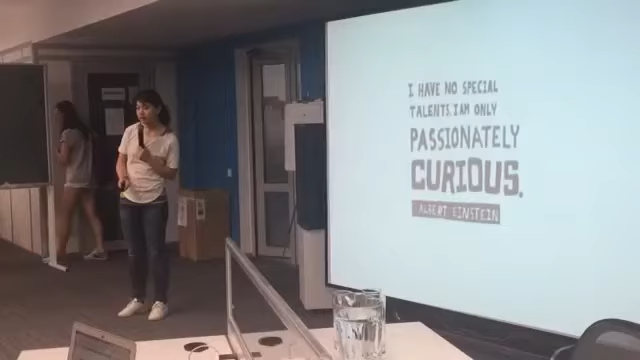 I HAVE NO SPECIAL
TALENTS. I AM ONLY
PASSIONATELY
CURIOUS.
ALBERT EINSTEIN